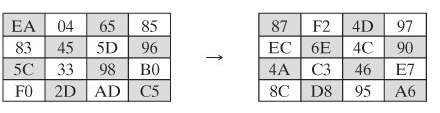 EA 04 65 85 87 F2 4D 97
83 45 5D 96 EC 6E 4C 90
5C 33 98 B0 → 4A C3 46 E7
F0 2D AD C5 8C D8 95 A6